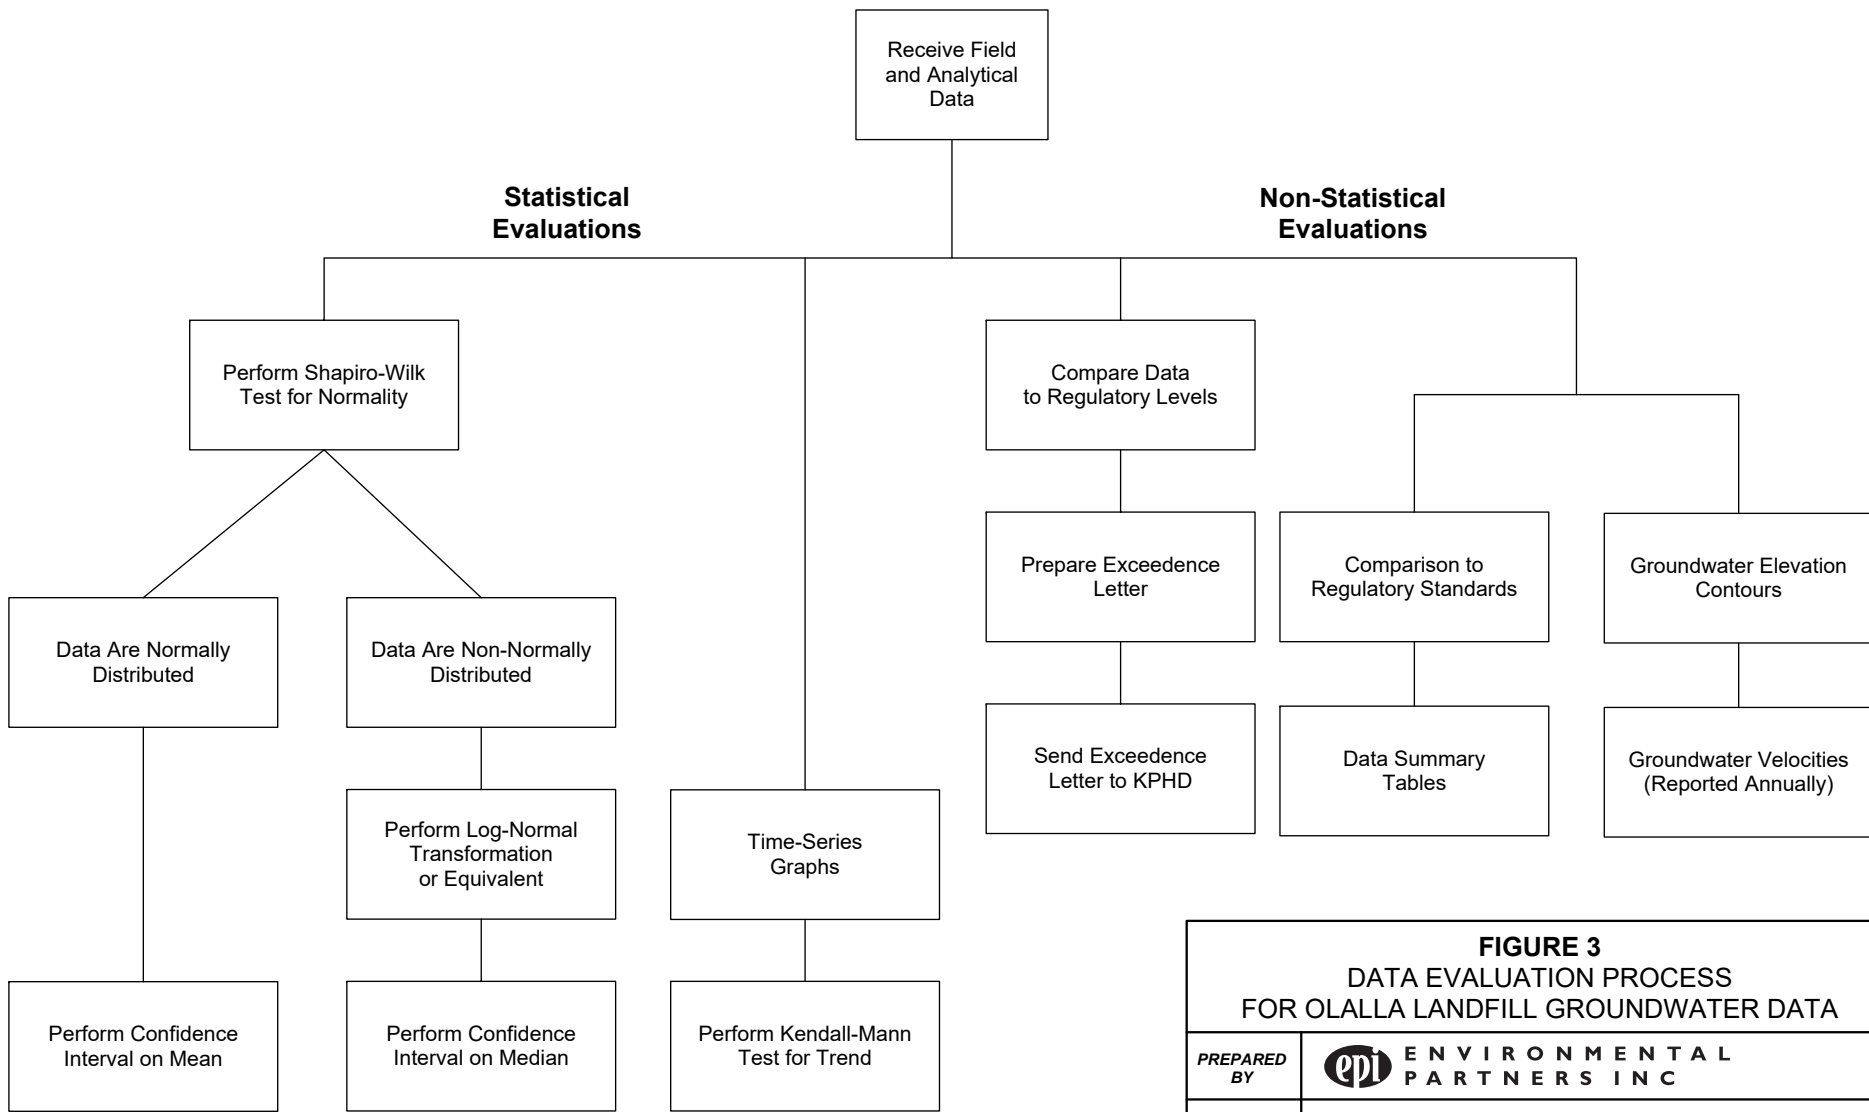 Receive Field
and Analytical
Data
Statistical
Evaluations
Non-Statistical
Evaluations
Perform Shapiro-Wilk
Test for Normality
Compare Data
to Regulatory Levels
Prepare Exceedence
Letter
Comparison to
Regulatory Standards
Groundwater Elevation
Contours
Data Are Normally
Distributed
Data Are Non-Normally
Distributed
Send Exceedence
Letter to KPHD
Data Summary
Tables
Groundwater Velocities
(Reported Annually)
Perform Log-Normal
Transformation
or Equivalent
Time-Series
Graphs
Perform Confidence
Interval on Mean
Perform Confidence
Interval on Median
Perform Kendall-Mann
Test for Trend
FIGURE 3
DATA EVALUATION PROCESS
FOR OLALLA LANDFILL GROUNDWATER DATA
PREPARED
BY
epi
ENVIRONMENTAL
PARTNERS INC